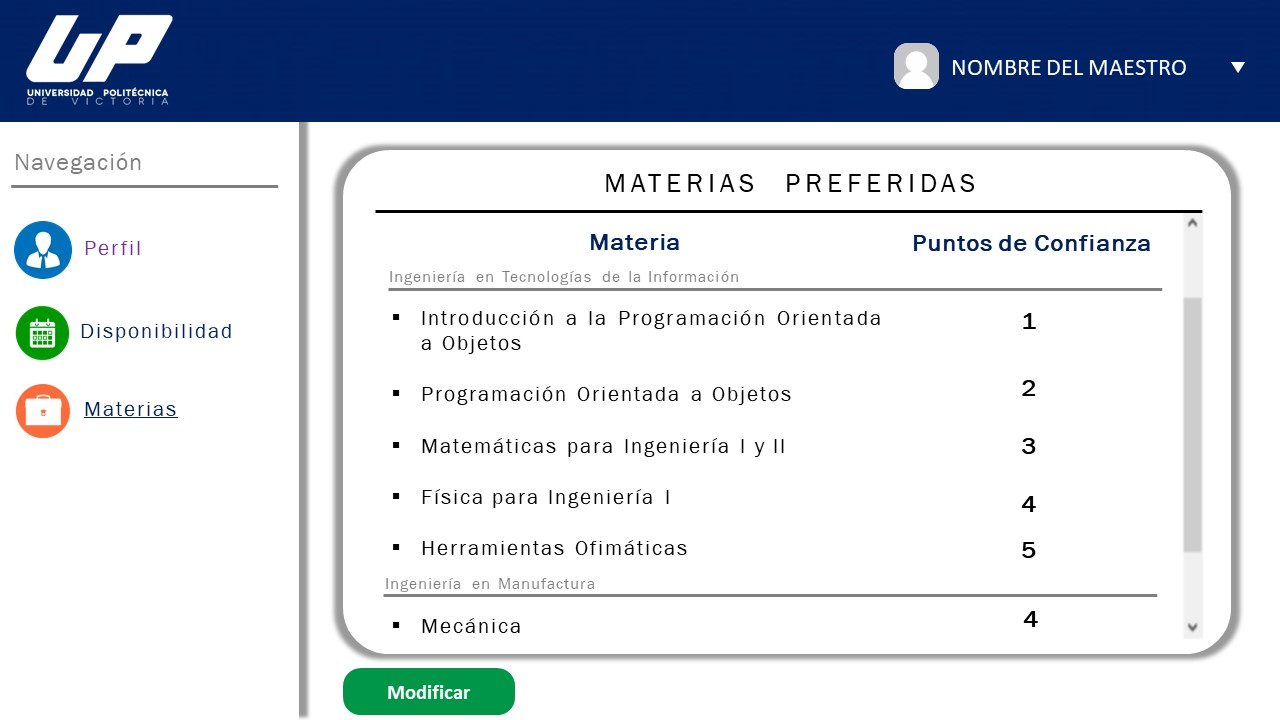 UP
UNIVERSIDAD POLITÉCNICA
DE VICTORIA
NOMBRE DEL MAESTRO
Navegación
Perfil
Disponibilidad
Materias
MATERIAS PREFERIDAS
Materia Puntos de Confianza
Ingeniería en Tecnologías de la Información
▪ Introducción a la Programación Orientada 1
a Objetos
▪ Programación Orientada a Objetos 2
▪ Matemáticas para Ingeniería I y II 3
▪ Física para Ingeniería I 4
▪ Herramientas Ofimáticas 5
Ingeniería en Manufactura
▪ Mecánica 4
Modificar